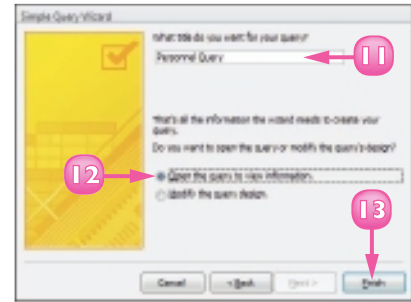 Simple Query Wizard
What title do you want for your query?
Personnel Query
11
That's all the information the wizard needs to create your
query.
Do you want to open the query or modify the query's design?
12
Open the query to view information.
Modify the query design.
13
Cancel
< Back
Next >
Finish